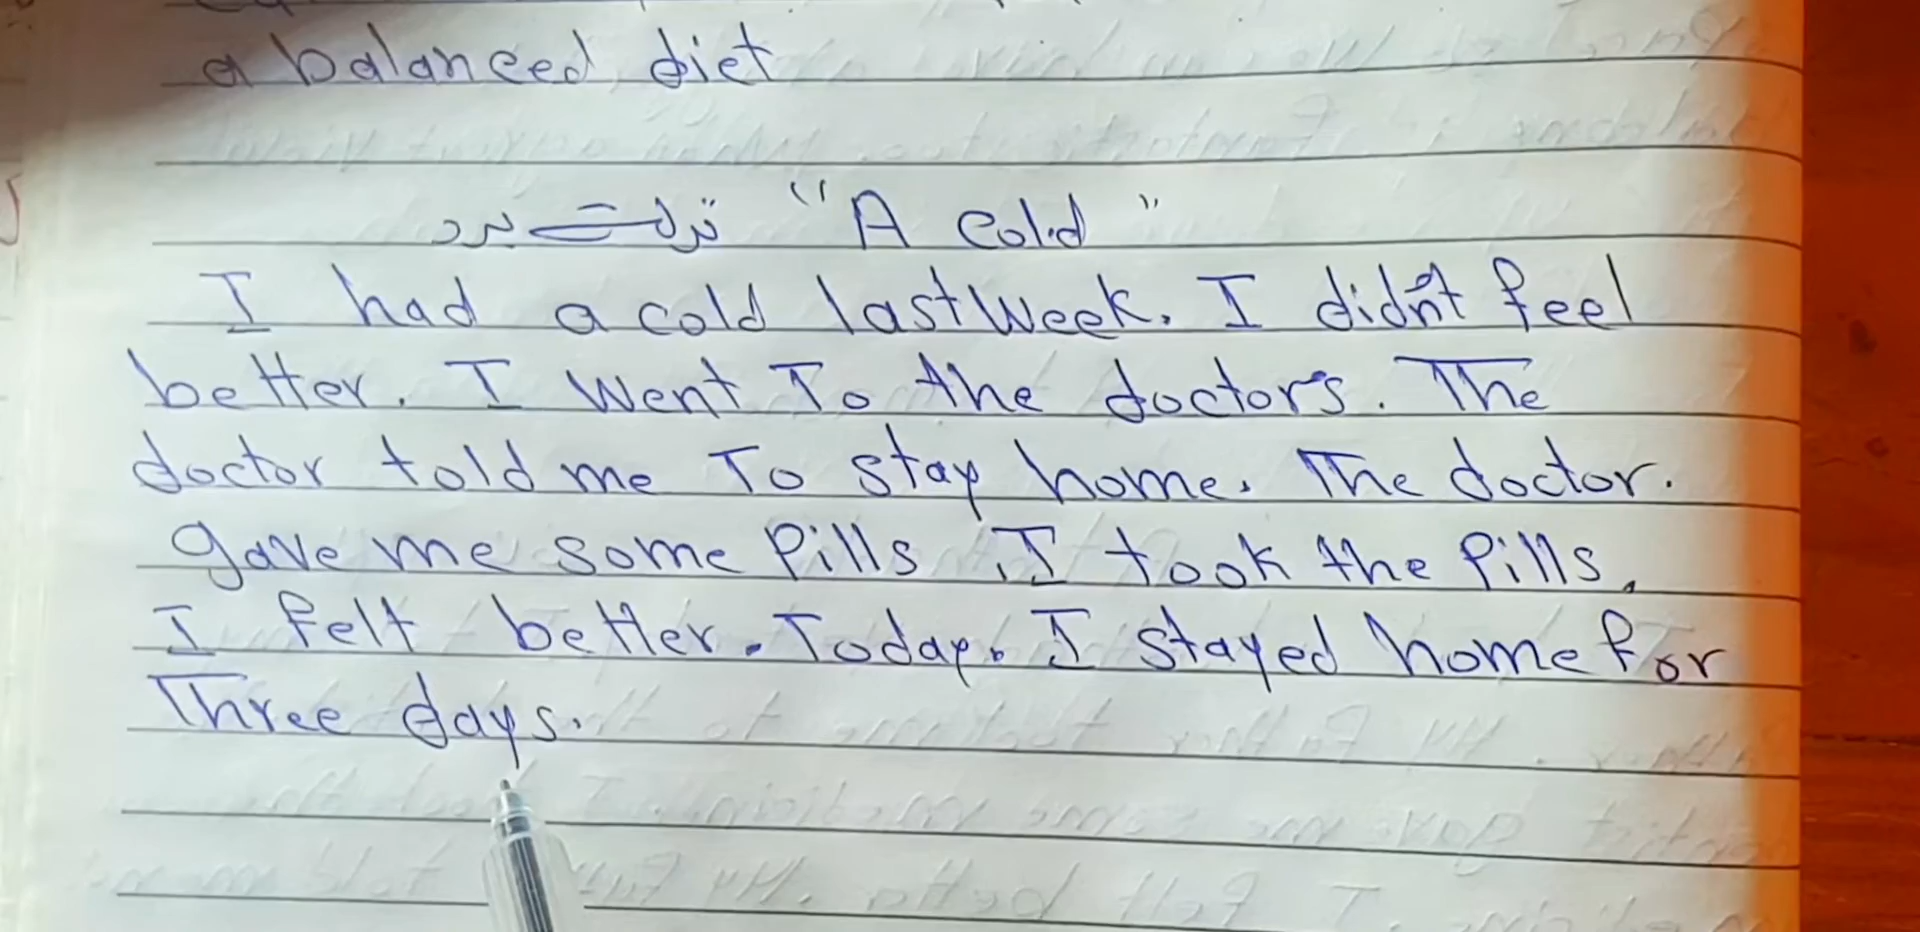 a balanced diet
"A Cold" نزلت برد
I had a cold last week. I didn't feel
better. I went To the doctor's. The
doctor told me To stay home. The doctor.
gave me some Pills. I took the Pills.
I felt better. Today. I stayed home for
Three days.